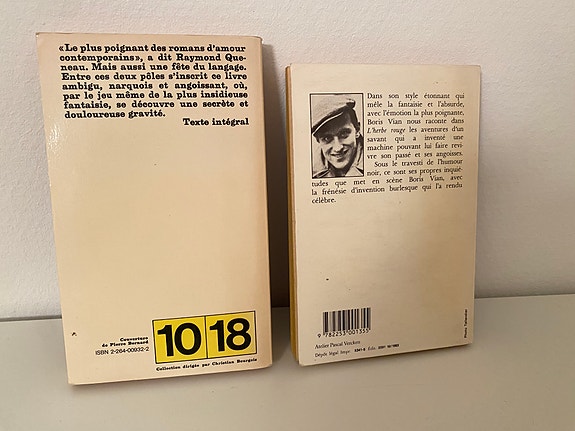 «Le plus poignant des romans d'amour
contemporains», a dit Raymond Que-
neau. Mais aussi une fête du langage.
Entre ces deux pôles s'inscrit ce livre
ambigu, narquois et angoissant, où,
par le jeu même de la plus insidieuse
fantaisie, se découvre une secrète et
douloureuse gravité.
Texte intégral
Couverture
de Pierre Bernard
ISBN 2-264-00932-2
10 18
Collection dirigée par Christian Bourgois
Dans son style étonnant qui
mêle la fantaisie et l'absurde,
avec l'émotion la plus poignante,
Boris Vian nous raconte dans
L'herbe rouge les aventures d'un
savant qui a inventé une
machine pouvant lui faire revi-
vre son passé et ses angoisses.
Sous le travesti de l'humour
noir, ce sont ses propres inquié-
tudes que met en scène Boris Vian, avec
la frénésie d'invention burlesque qui l'a rendu
célèbre.
9 782253 001355
Atelier Pascal Vercken
Dépôt légal Impr.